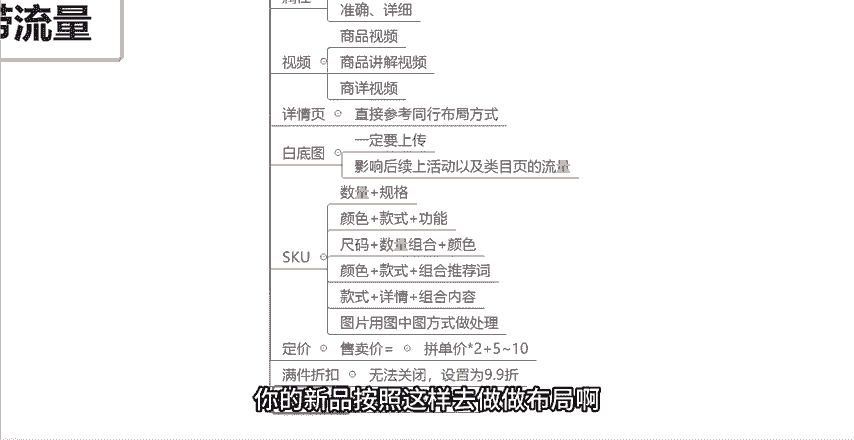 带流量
属性
准确、详细
视频
商品视频
商品讲解视频
商详视频
详情页
直接参考同行布局方式
白底图
一定要上传
影响后续上活动以及类目页的流量
SKU
数量+规格
颜色+款式+功能
尺码+数量组合+颜色
颜色+款式+组合推荐词
款式+详情+组合内容
图片用图中图方式做处理
定价
售卖价=
拼单价*2+5~10
满件折扣
无法关闭，设置为9.9折
你的新品按照这样去做做布局啊